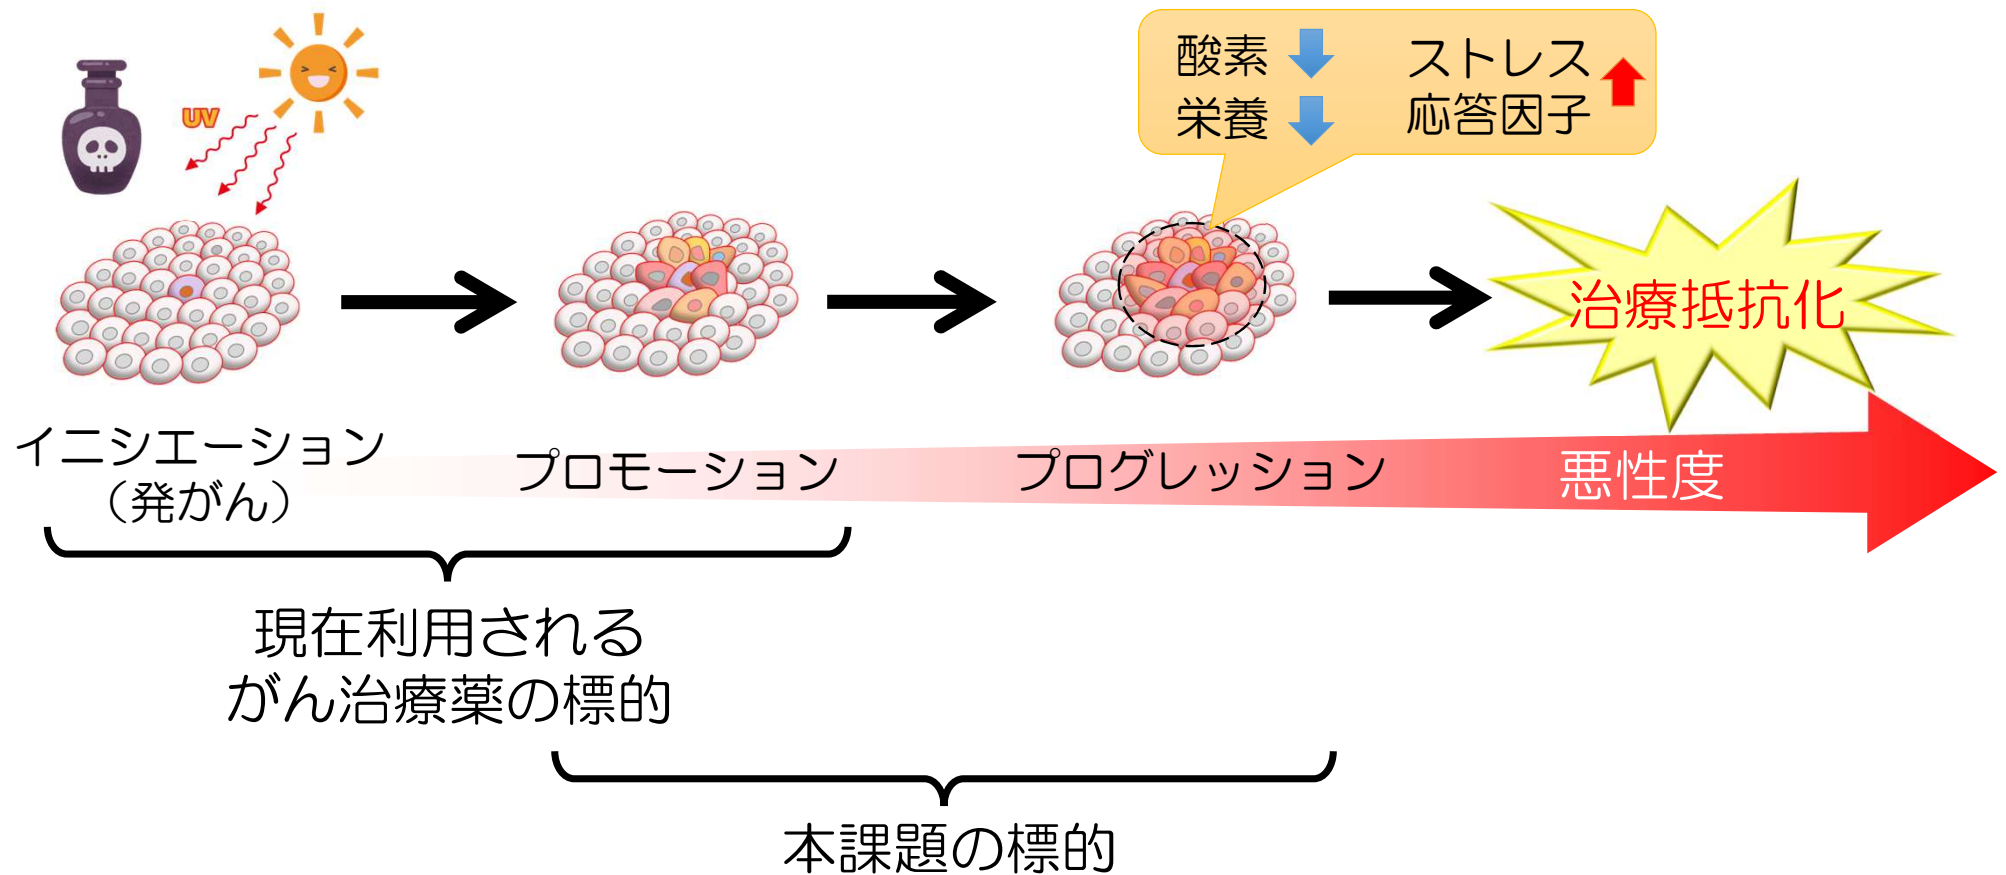 UV
酸素
栄養
ストレス
応答因子
治療抵抗化
イニシエーション
（発がん）
プロモーション
プログレッション
悪性度
現在利用される
がん治療薬の標的
本課題の標的